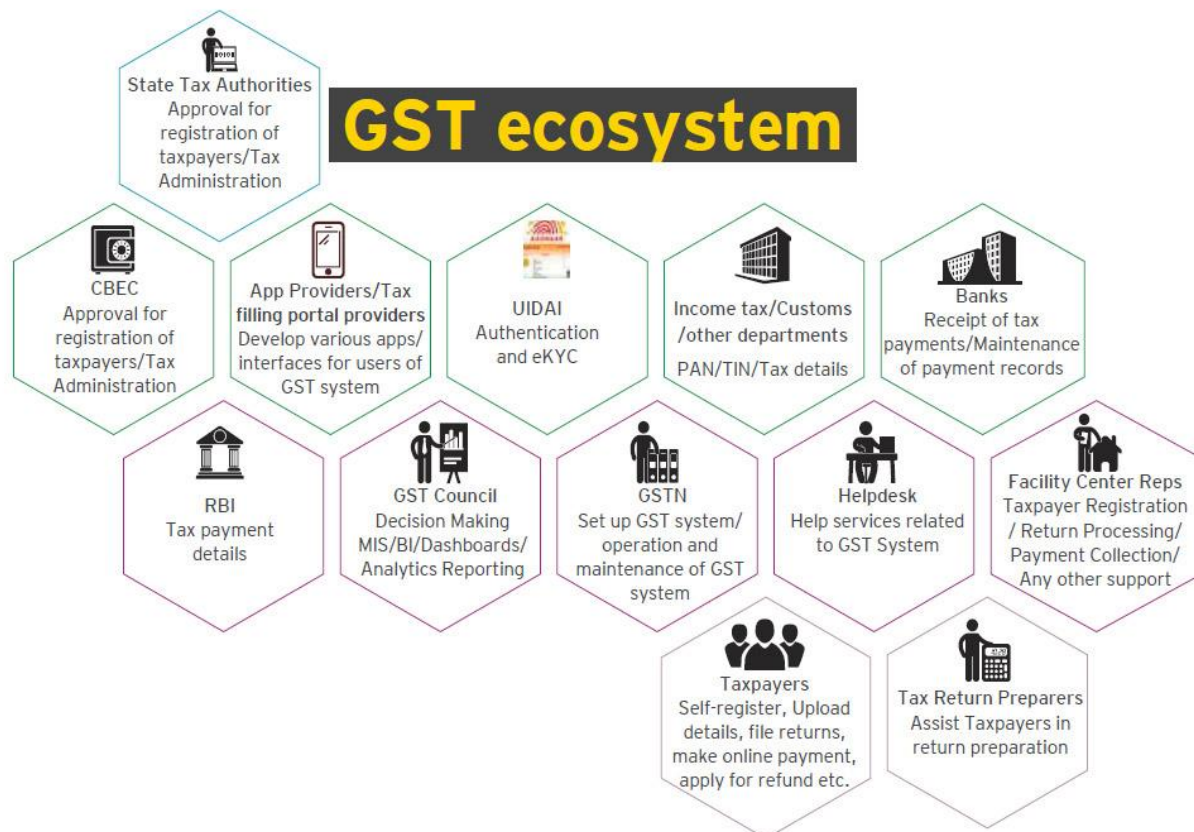 State Tax Authorities
Approval for
registration of
taxpayers/Tax
Administration
GST ecosystem
CBEC
Approval for
registration of
taxpayers/Tax
Administration
App Providers/Tax
filling portal providers
Develop various apps/
interfaces for users of
GST system
UIDAI
Authentication
and eKYC
Income tax/Customs
/other departments
PAN/TIN/Tax details
Banks
Receipt of tax
payments/Maintenance
of payment records
RBI
Tax payment
details
GST Council
Decision Making
MIS/BI/Dashboards/
Analytics Reporting
GSTN
Set up GST system/
operation and
maintenance of GST
system
Helpdesk
Help services related
to GST System
Facility Center Reps
Taxpayer Registration
/ Return Processing/
Payment Collection/
Any other support
Taxpayers
Self-register, Upload
details, file returns,
make online payment,
apply for refund etc.
Tax Return Preparers
Assist Taxpayers in
return preparation